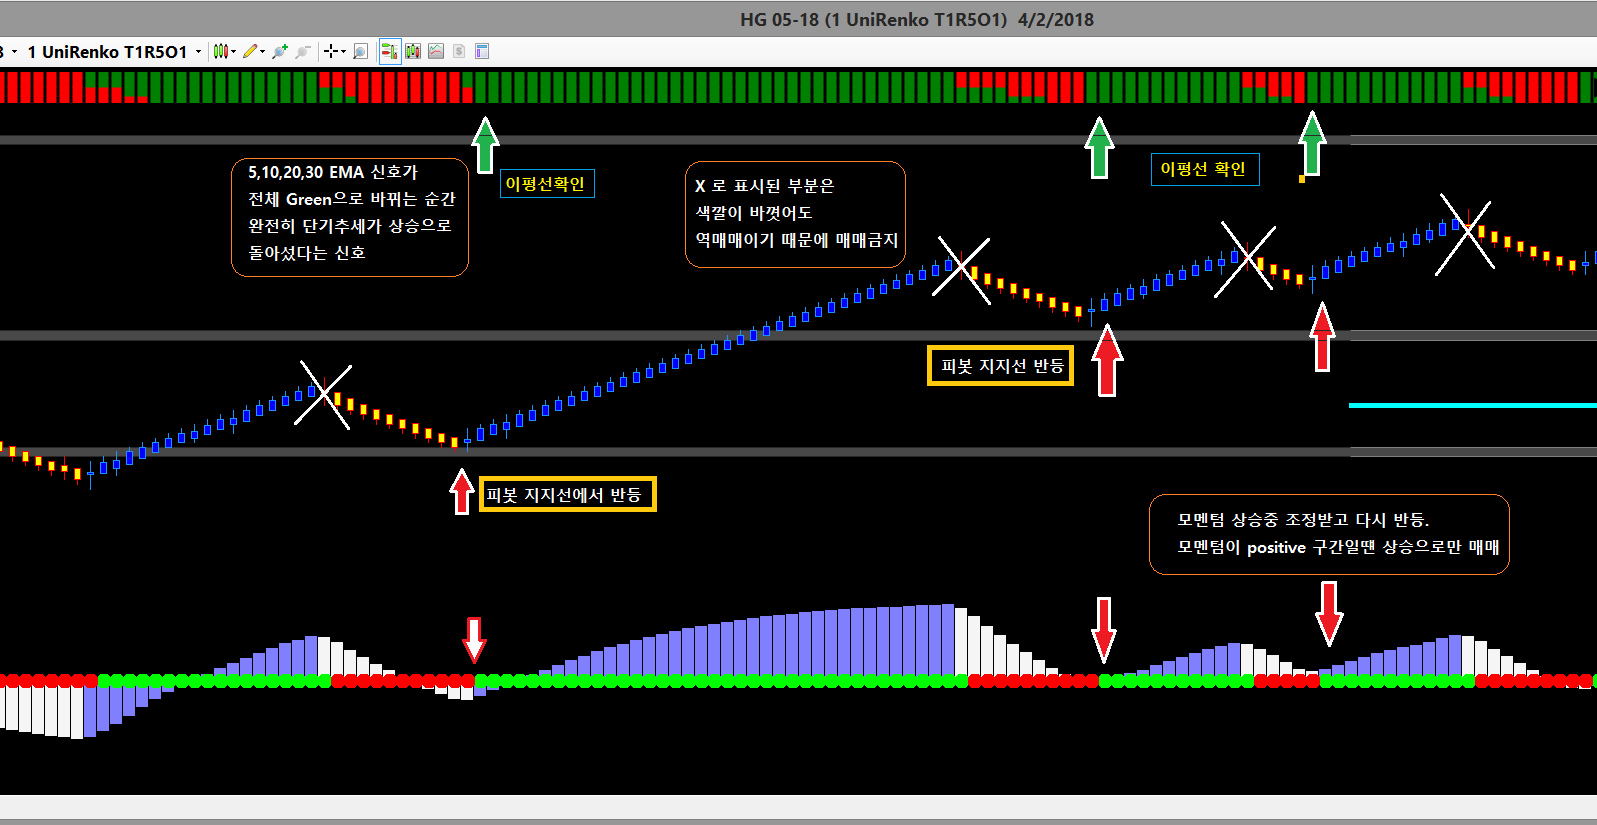 HG 05-18 (1 UniRenko T1R5O1) 4/2/2018
1 UniRenko T1R5O1
5,10,20,30 EMA 신호가
전체 Green으로 바뀌는 순간
완전히 단기추세가 상승으로
돌아섰다는 신호
이평선확인
X 로 표시된 부분은
색깔이 바꼇어도
역매매이기 때문에 매매금지
이평선 확인
피봇 지지선 반등
피봇 지지선에서 반등
모멘텀 상승중 조정받고 다시 반등.
모멘텀이 positive 구간일땐 상승으로만 매매